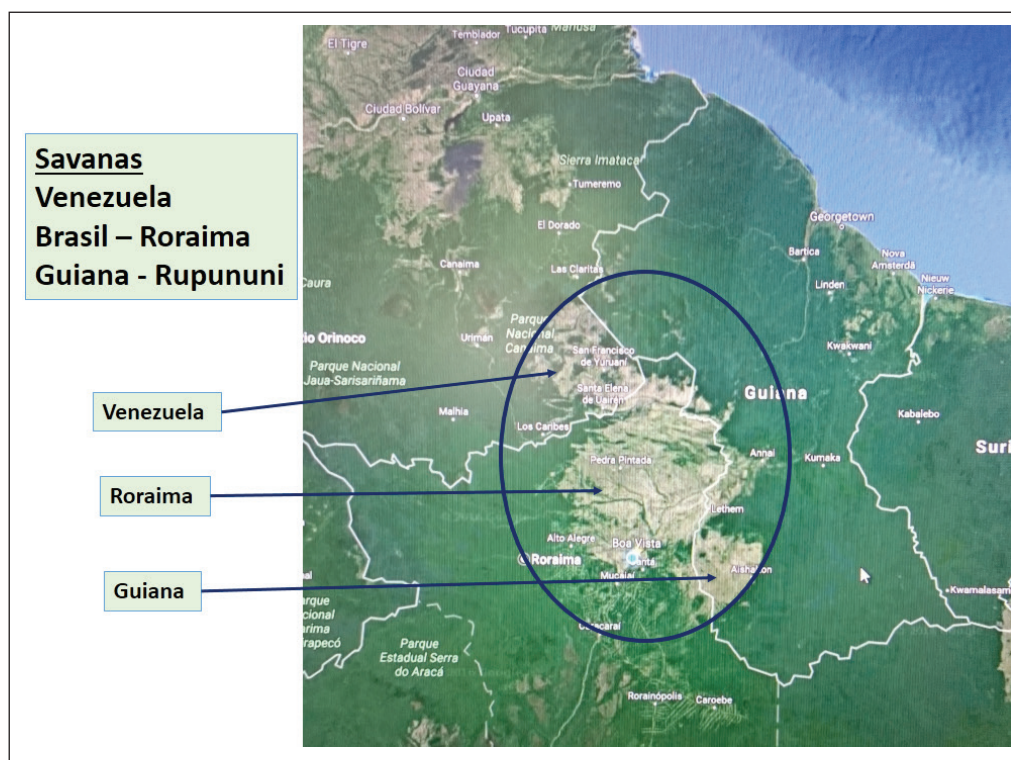 Savanas
Venezuela
Brasil – Roraima
Guiana - Rupununi
Venezuela
Roraima
Guiana
El Tigre
Temblador
Tucupita
Ciudad
Guayana
Ciudad Bolívar
Upata
Sierra Imataca
Tumeremo
El Dorado
Las Claritas
Canaima
Caura
Parque
Nacional
Canaima
Uriman
Parque Nacional
Jaua-Sarisariñama
San Francisco
de Yuruaní
Santa Elena
de Uairén
Malhia
Los Caribes
Georgetown
Bartica
Nova
Amsterdã
Linden
Nieuw
Nickerie
Kwakwani
Guiana
Kabalebo
Suri
Pedra Pintada
Annai
Kumaka
Lethem
Alto Alegre
Boa Vista
Roraima
Mucajaí
Aishalton
Kwamalasam
Caracaraí
Parque
Estadual Serra
do Aracá
Rorainópolis
Caroebe